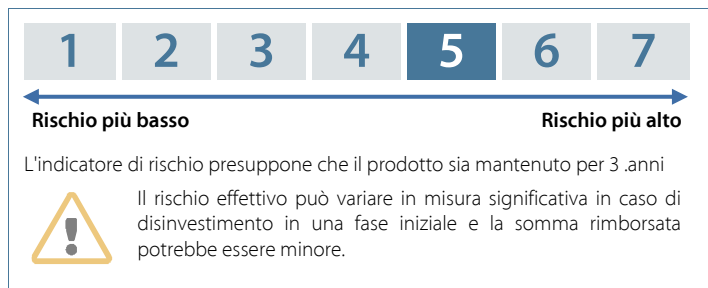 1 2 3 4 5 6 7
Rischio più basso Rischio più alto
L'indicatore di rischio presuppone che il prodotto sia mantenuto per 3 .anni
Il rischio effettivo può variare in misura significativa in caso di
disinvestimento in una fase iniziale e la somma rimborsata
potrebbe essere minore.